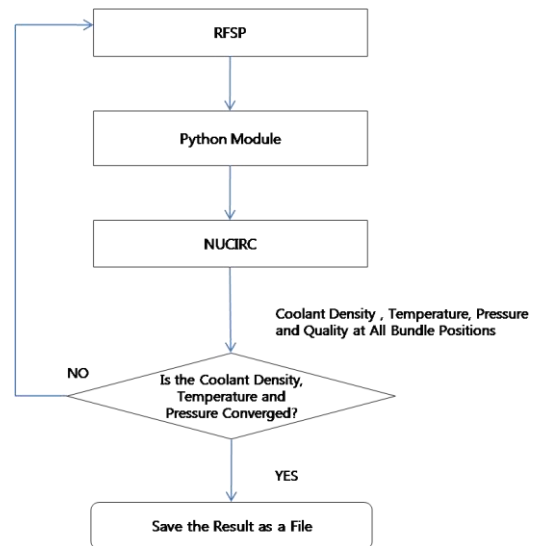 RFSP
Python Module
NUCIRC
Coolant Density , Temperature, Pressure
and Quality at All Bundle Positions
NO
Is the Coolant Density,
Temperature and
Pressure Converged?
YES
Save the Result as a File